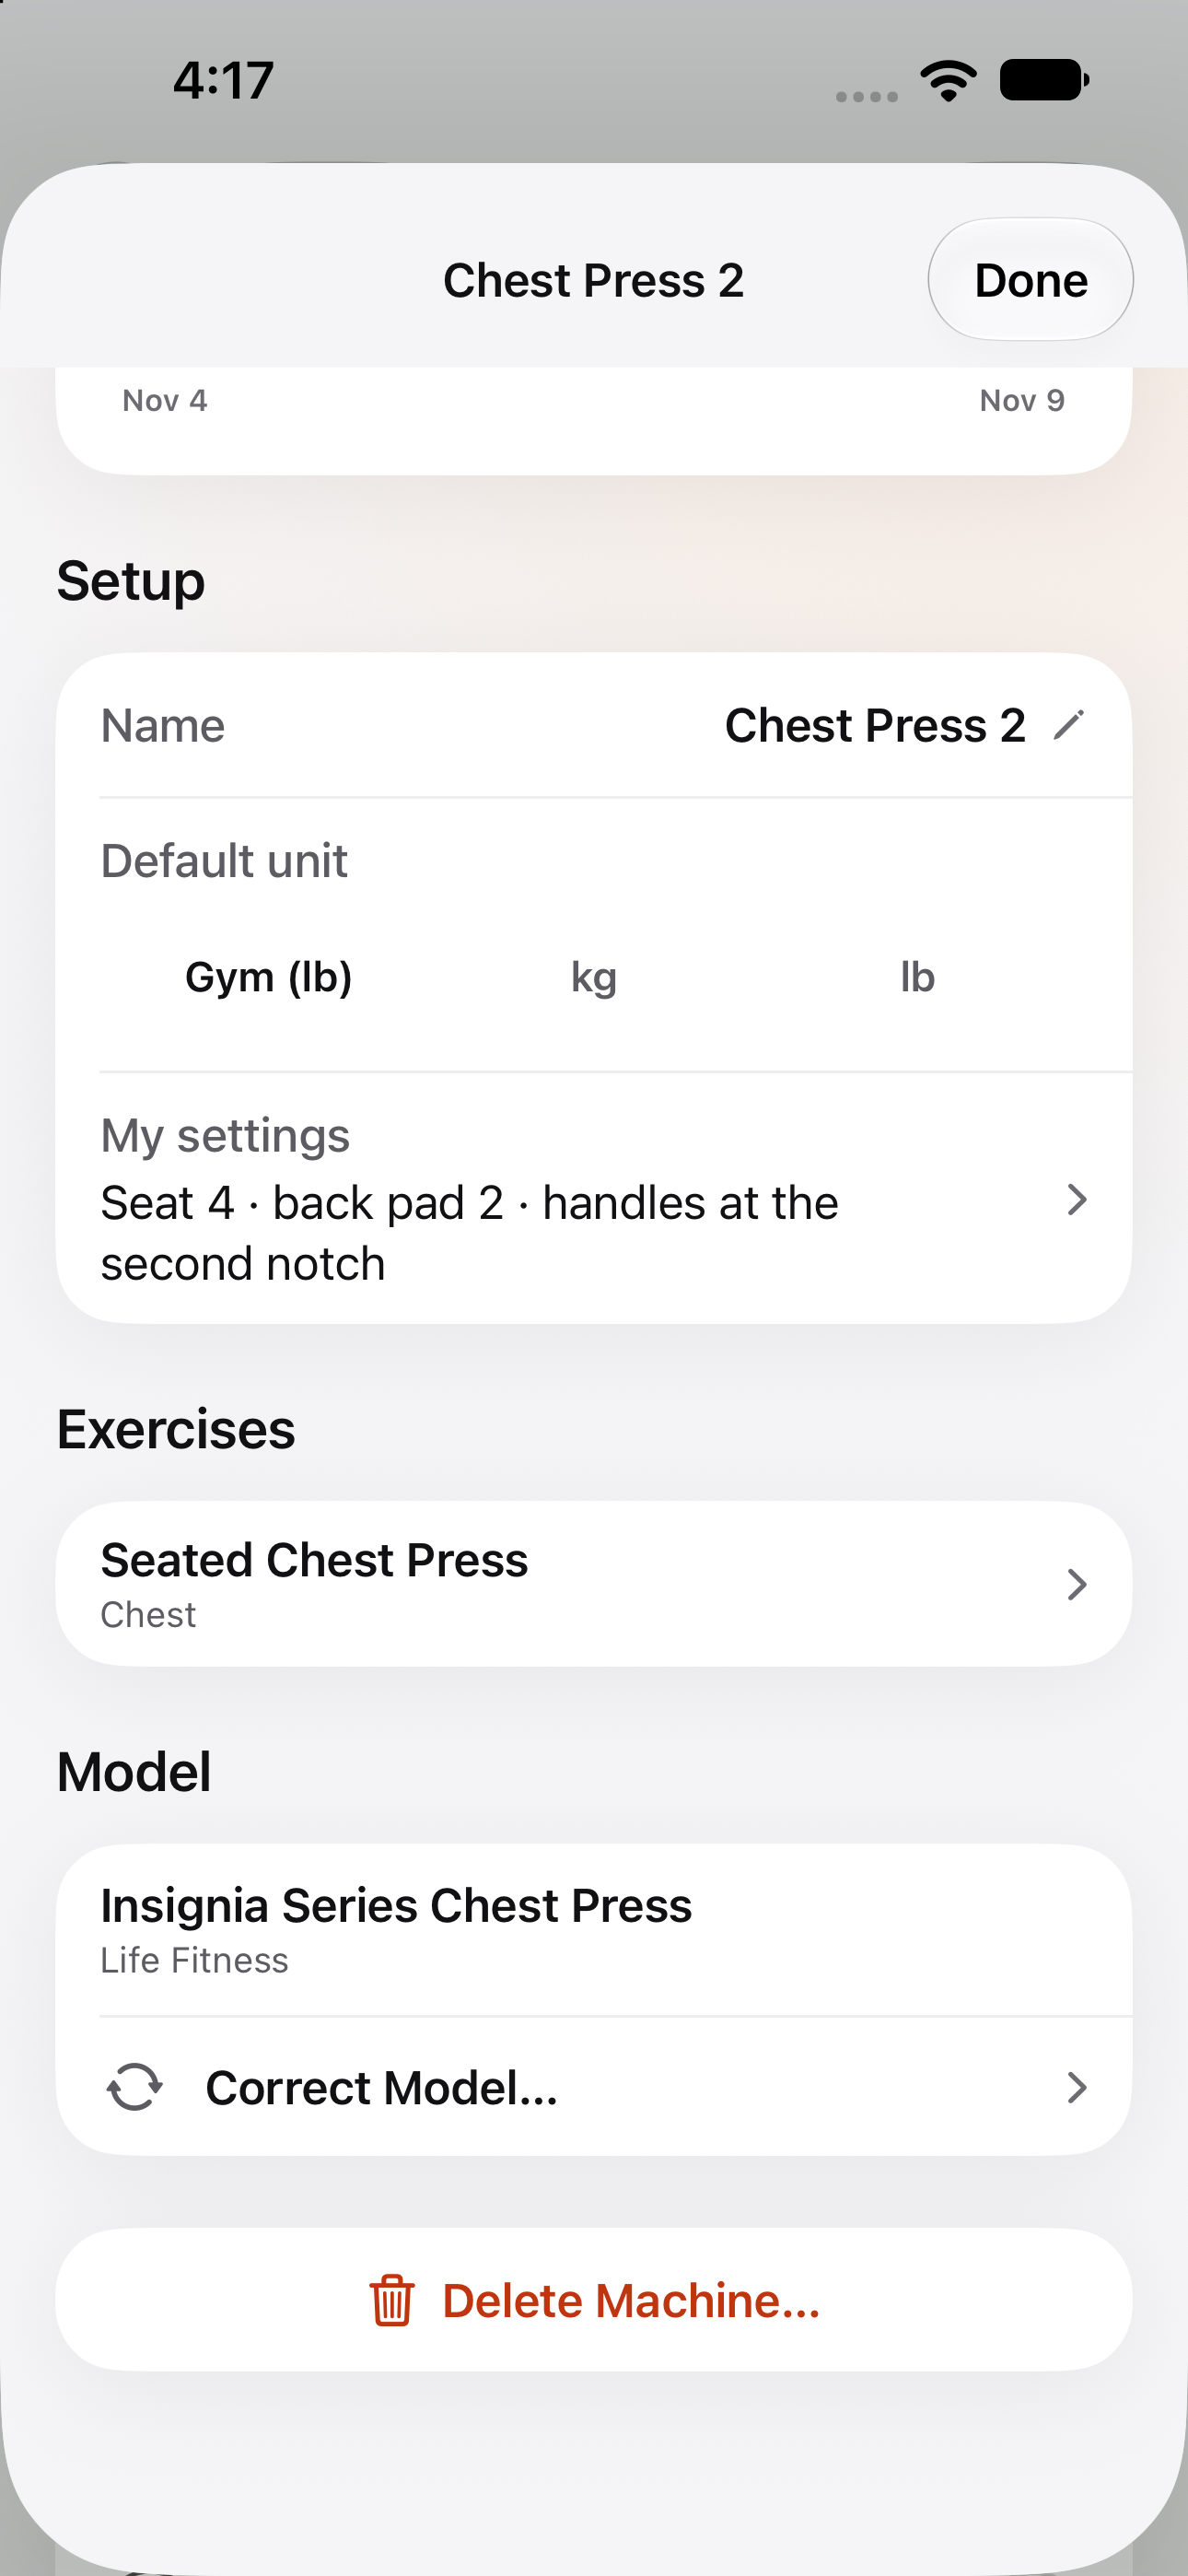 4:17
Chest Press 2
Done
Nov 4
Nov 9
Setup
Name
Chest Press 2
Default unit
Gym (lb)
kg
lb
My settings
Seat 4 · back pad 2 · handles at the
second notch
Exercises
Seated Chest Press
Chest
Model
Insignia Series Chest Press
Life Fitness
Correct Model...
Delete Machine...